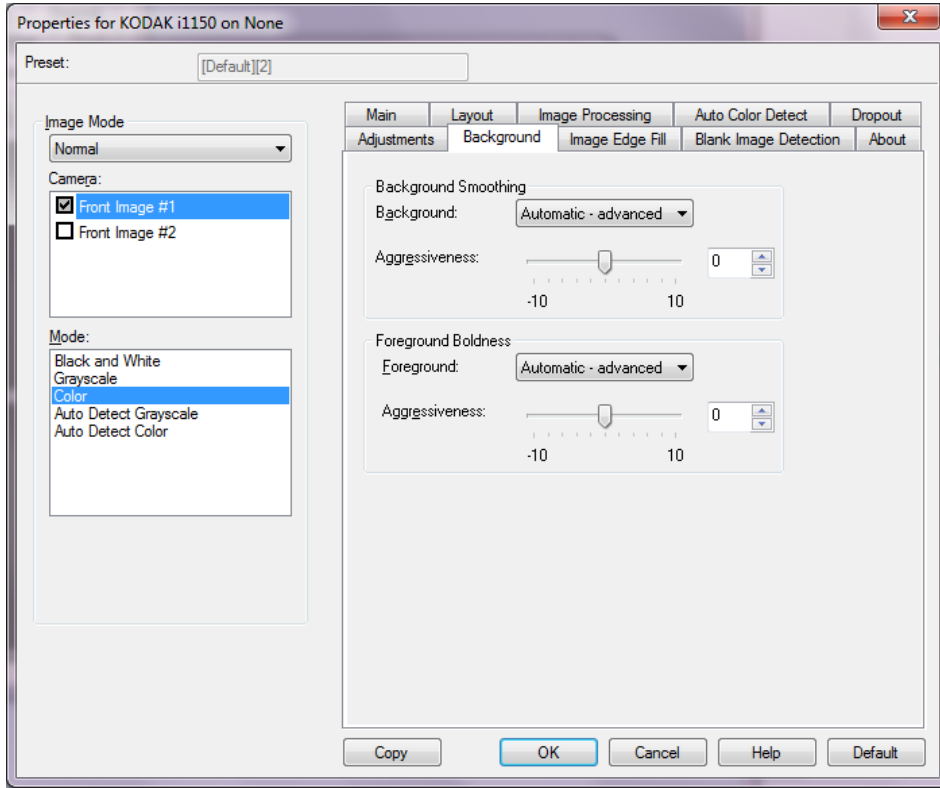 Properties for KODAK i1150 on None
Preset: [Default][2]
Image Mode
Normal
Camera:
Front Image #1
Front Image #2
Mode:
Black and White
Grayscale
Color
Auto Detect Grayscale
Auto Detect Color
Main Layout Image Processing Auto Color Detect Dropout
Adjustments Background Image Edge Fill Blank Image Detection About
Background Smoothing
Background: Automatic - advanced
Aggressiveness: 0
-10 10
Foreground Boldness
Foreground: Automatic - advanced
Aggressiveness: 0
-10 10
Copy OK Cancel Help Default